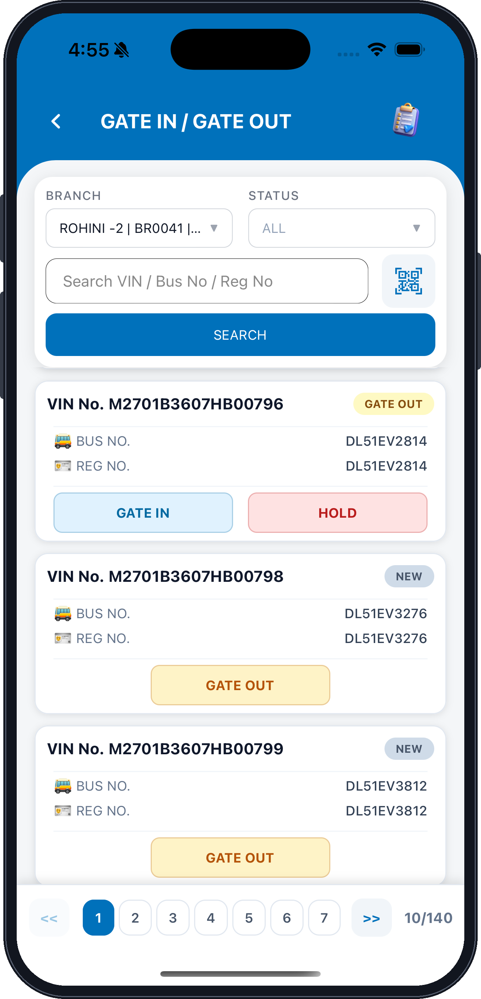 4:55
GATE IN / GATE OUT
BRANCH STATUS
ROHINI -2 | BR0041 |... ▼ ALL ▼
Search VIN / Bus No / Reg No
SEARCH
VIN No. M2701B3607HB00796 GATE OUT
BUS NO. DL51EV2814
REG NO. DL51EV2814
GATE IN HOLD
VIN No. M2701B3607HB00798 NEW
BUS NO. DL51EV3276
REG NO. DL51EV3276
GATE OUT
VIN No. M2701B3607HB00799 NEW
BUS NO. DL51EV3812
REG NO. DL51EV3812
GATE OUT
<< 1 2 3 4 5 6 7 >> 10/140